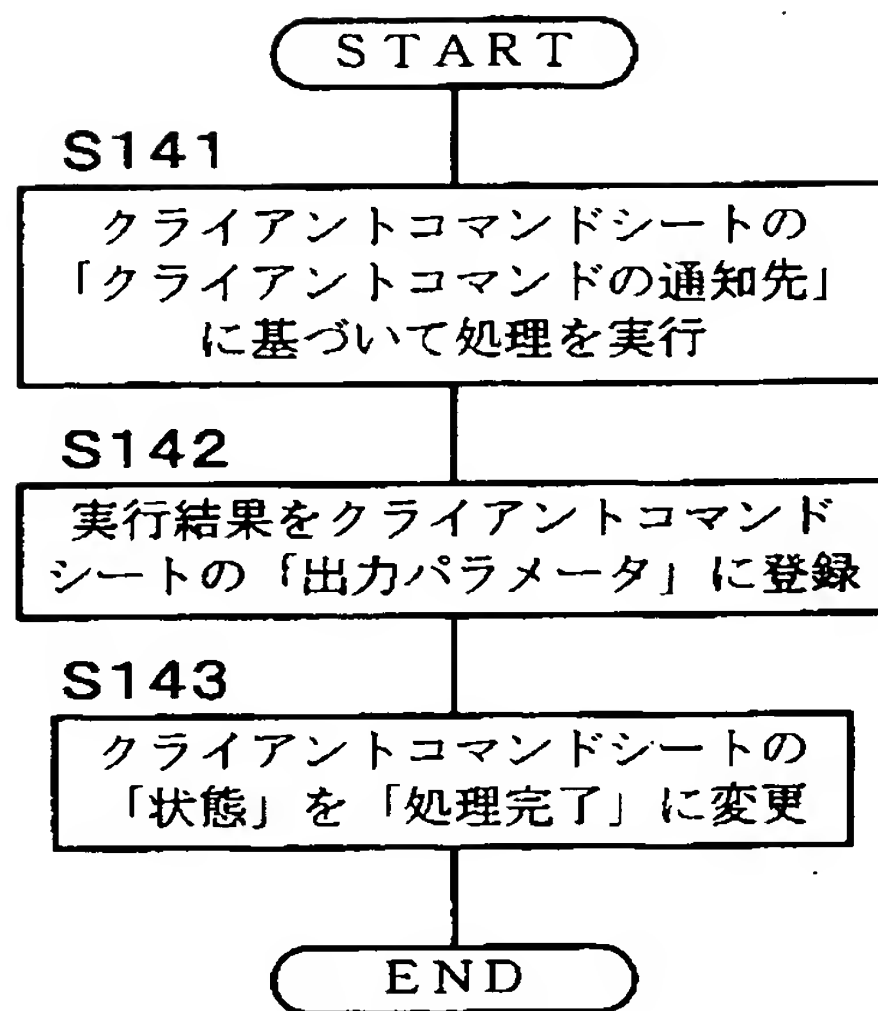 START
S141
クライアントコマンドシートの
「クライアントコマンドの通知先」
に基づいて処理を実行
S142
実行結果をクライアントコマンド
シートの「出力パラメータ」に登録
S143
クライアントコマンドシートの
「状態」を「処理完了」に変更
END